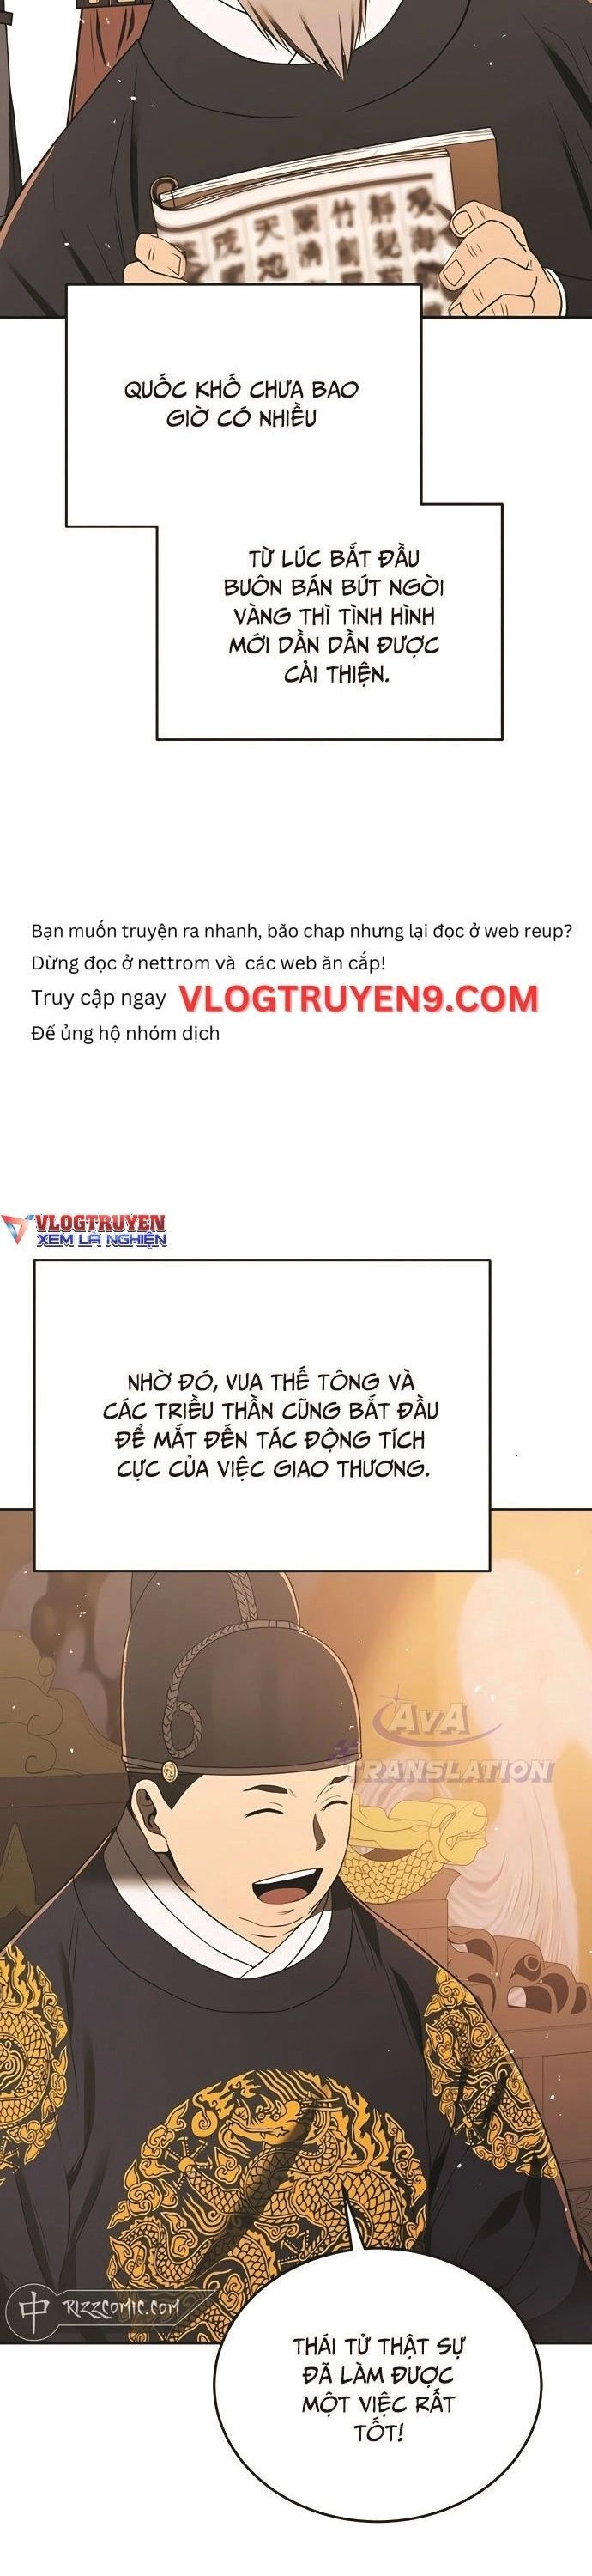 QUỐC KHỐ CHƯA BAO
GIỜ CÓ NHIỀU
TỪ LÚC BẮT ĐẦU
BUÔN BÁN BÚT NGÒI
VÀNG THÌ TÌNH HÌNH
MỚI DẦN DẦN ĐƯỢC
CẢI THIỆN.
Bạn muốn truyện ra nhanh, bão chap nhưng lại đọc ở web reup?
Dừng đọc ở nettrom và các web ăn cắp!
Truy cập ngay VLOGTRUYEN9.COM
Để ủng hộ nhóm dịch
VLOGTRUYEN
XEM LÀ NGHIỆN
NHỜ ĐÓ, VUA THẾ TÔNG VÀ
CÁC TRIỀU THẦN CŨNG BẮT ĐẦU
ĐỂ MẮT ĐẾN TÁC ĐỘNG TÍCH
CỰC CỦA VIỆC GIAO THƯƠNG.
AVA
TRANSLATION
中 RIZZCOMIC.COM
THÁI TỬ THẬT SỰ
ĐÃ LÀM ĐƯỢC
MỘT VIỆC RẤT
TỐT!